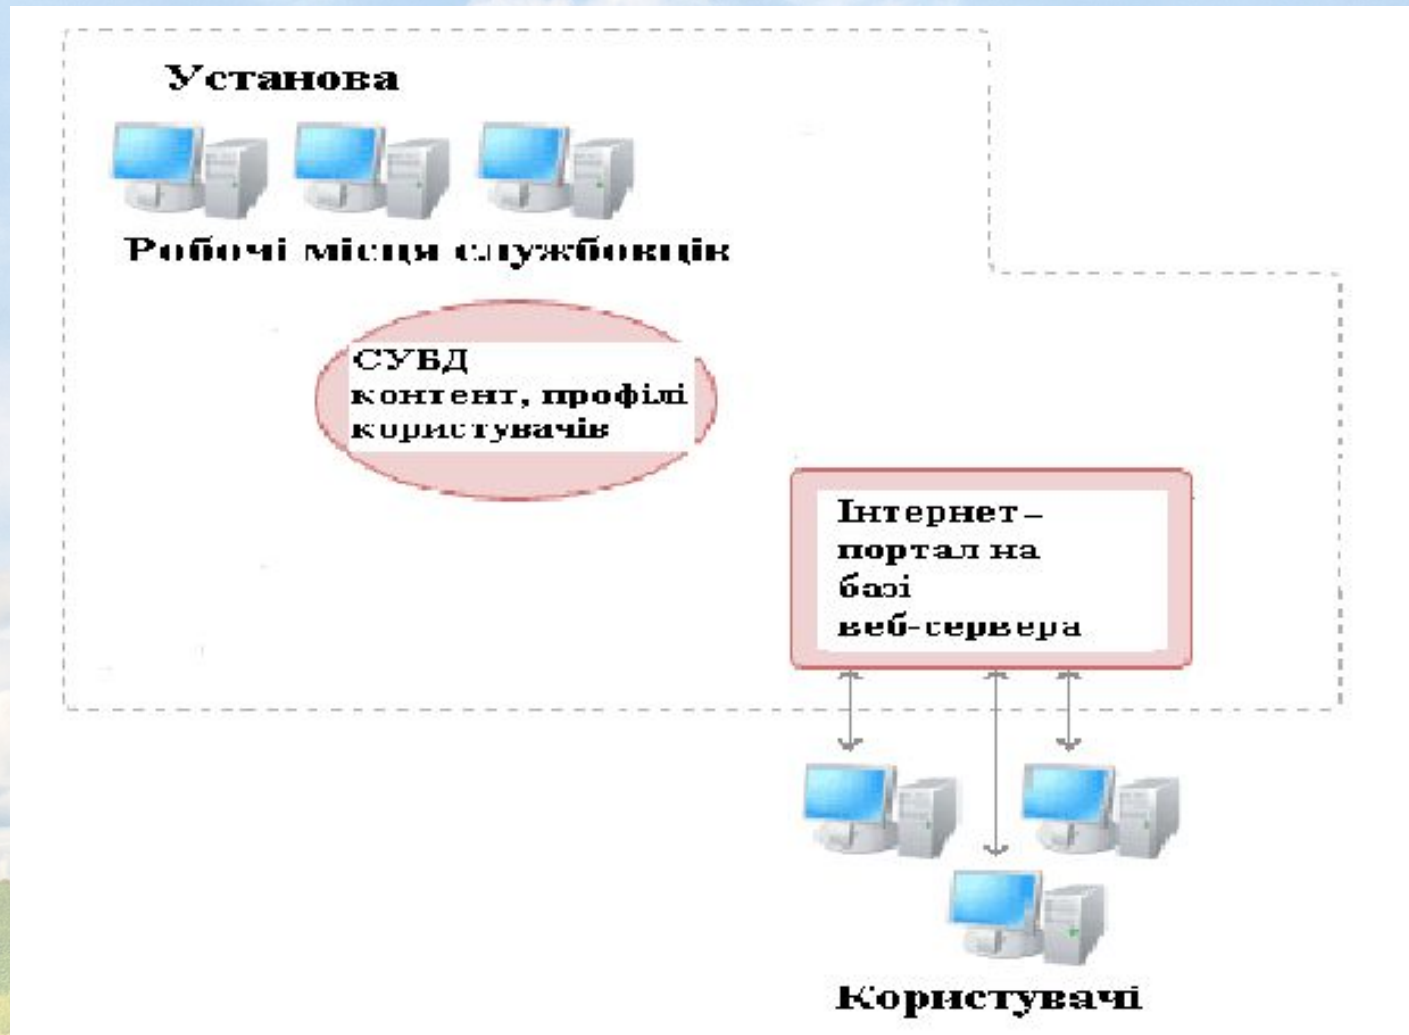 Установа
Робочі місця службовців
СУБД
контент, профілі
користувачів
Інтернет –
портал на
базі
веб-сервера
Користувачі